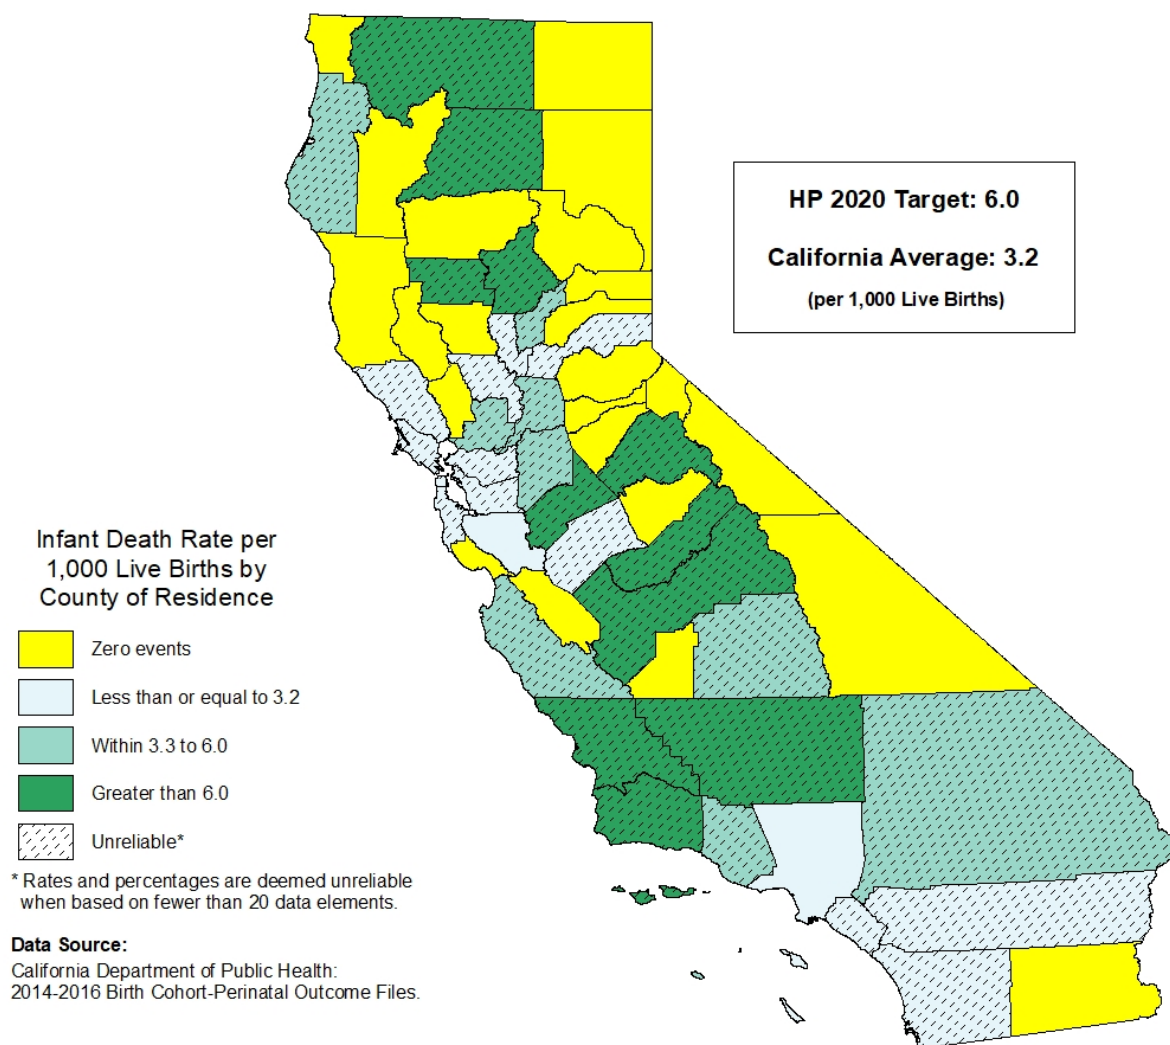 HP 2020 Target: 6.0
California Average: 3.2
(per 1,000 Live Births)
Infant Death Rate per
1,000 Live Births by
County of Residence
Zero events
Less than or equal to 3.2
Within 3.3 to 6.0
Greater than 6.0
Unreliable*
* Rates and percentages are deemed unreliable
when based on fewer than 20 data elements.
Data Source:
California Department of Public Health:
2014-2016 Birth Cohort-Perinatal Outcome Files.